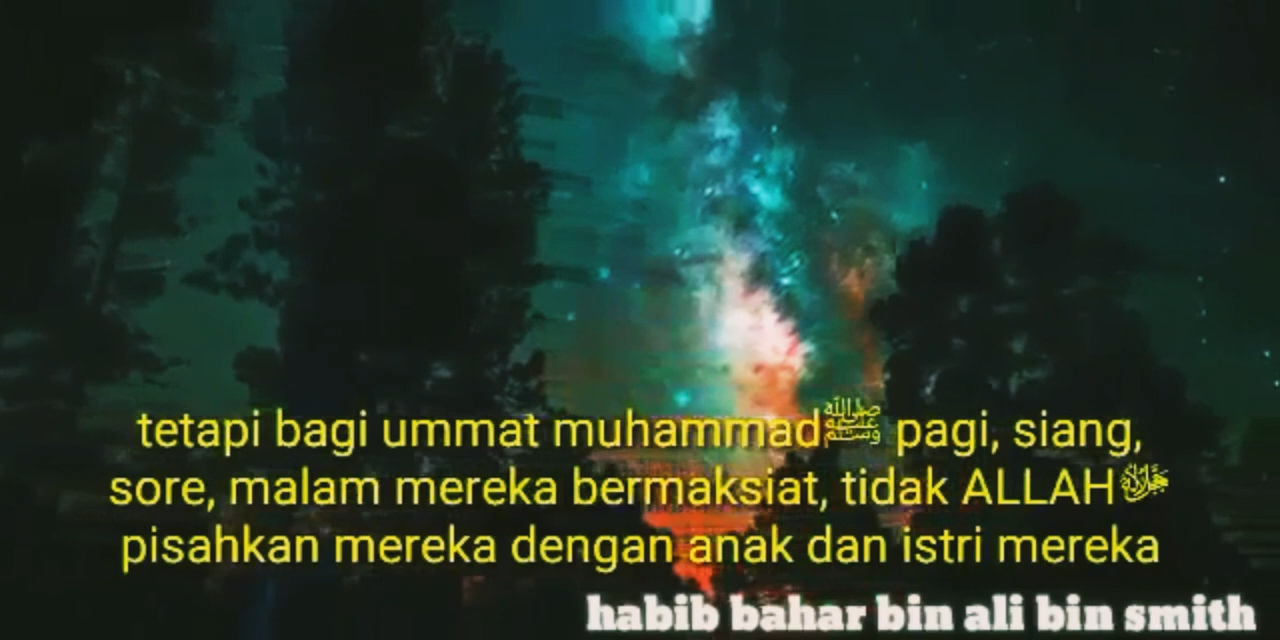 tetapi bagi ummat muhammadﷺ pagi, siang,
sore, malam mereka bermaksiat, tidak ALLAHﷻ
pisahkan mereka dengan anak dan istri mereka
habib bahar bin ali bin smith